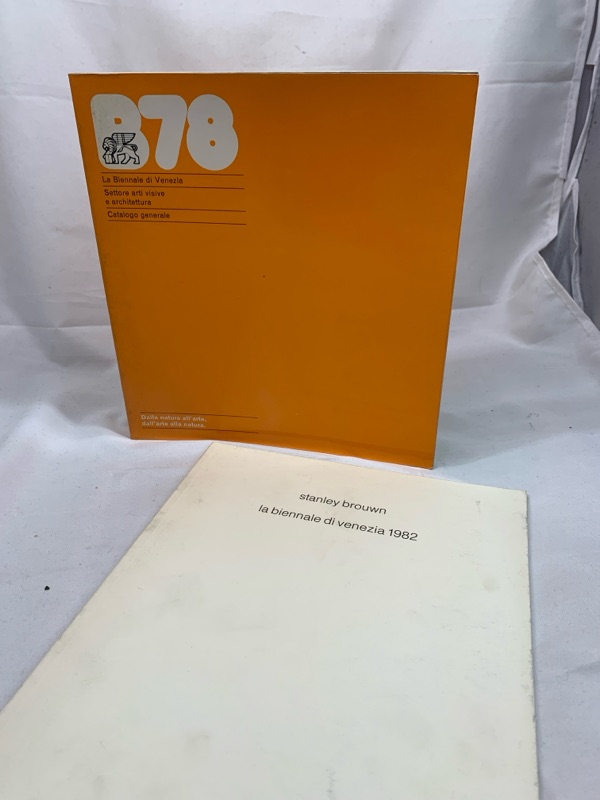 B78
La Biennale di Venezia
Settore arti visive
e architettura
Catalogo generale
Dalla natura all'arte,
dall'arte alla natura.
stanley brouwn
la biennale di venezia 1982